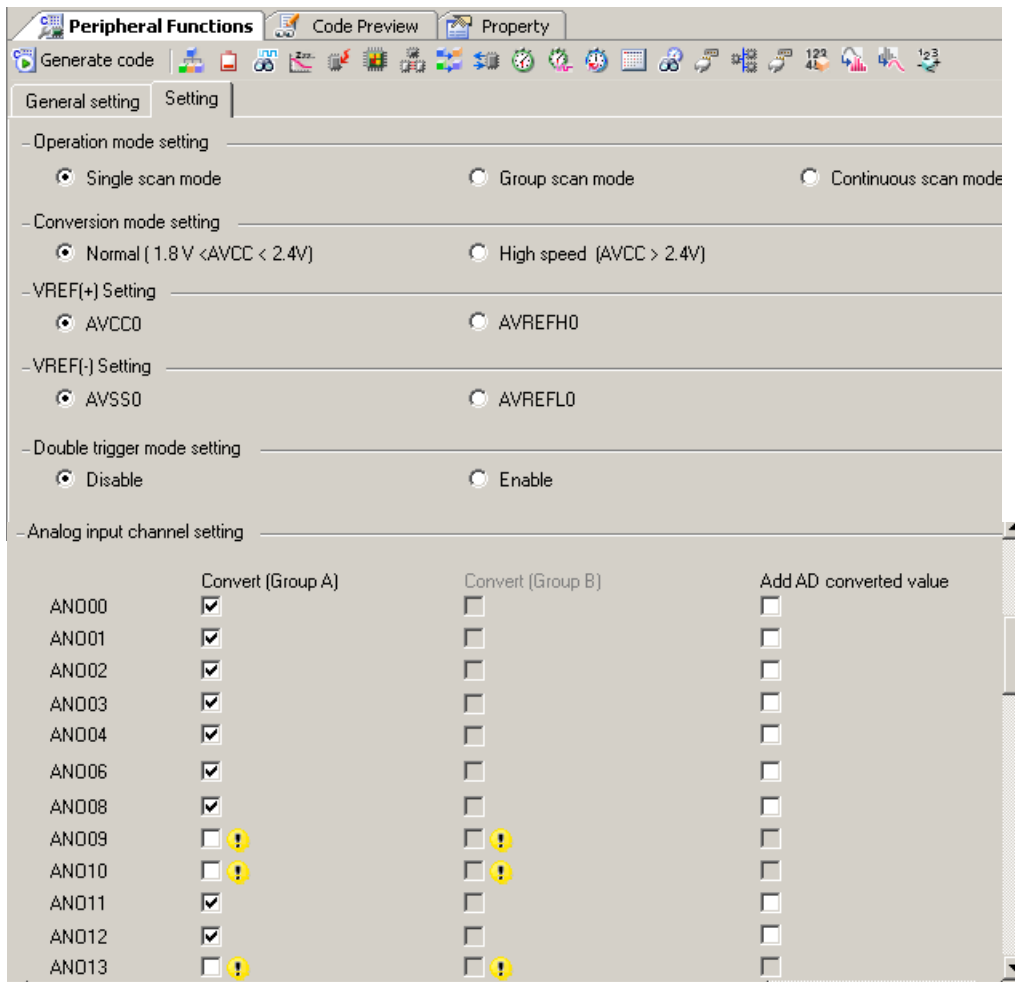 Peripheral Functions Code Preview Property
Generate code
General setting Setting
Operation mode setting
Single scan mode Group scan mode Continuous scan mode
Conversion mode setting
Normal ( 1.8 V <AVCC < 2.4V) High speed (AVCC > 2.4V)
VREF(+) Setting
AVCC0 AVREFH0
VREF(-) Setting
AVSS0 AVREFL0
Double trigger mode setting
Disable Enable
Analog input channel setting
Convert (Group A) Convert (Group B) Add AD converted value
AN000
AN001
AN002
AN003
AN004
AN006
AN008
AN009
AN010
AN011
AN012
AN013